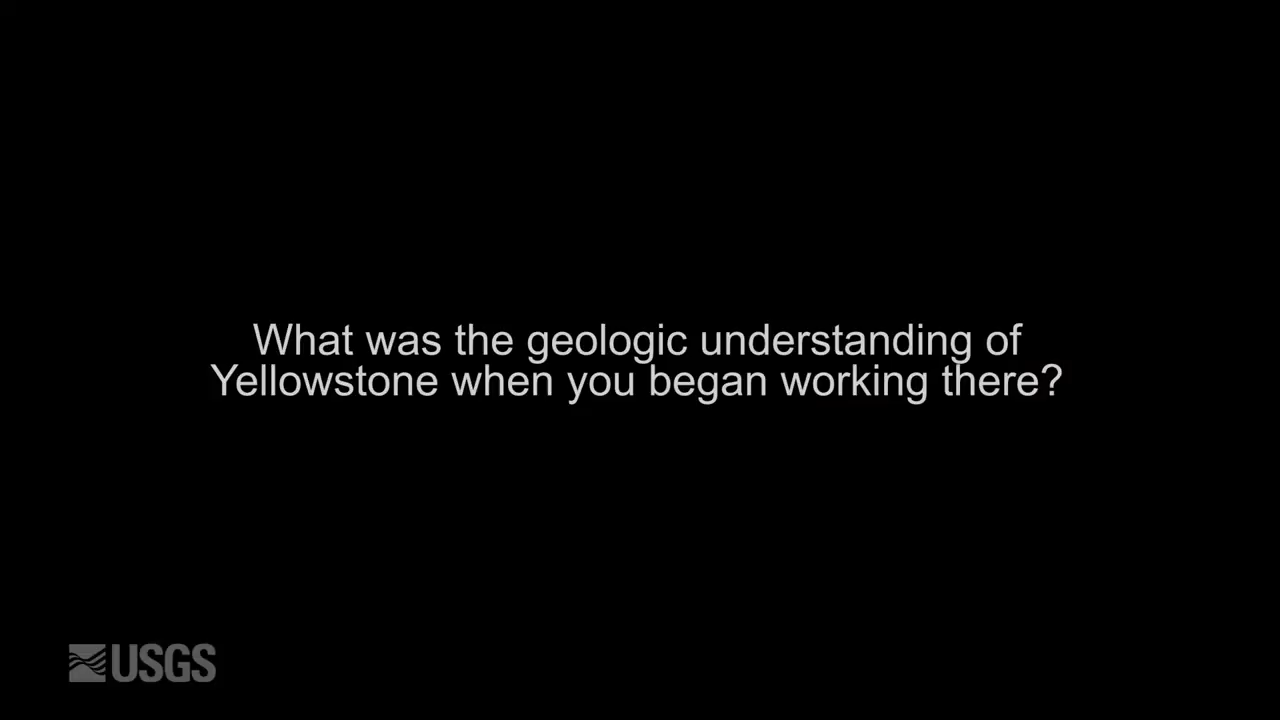 What was the geologic understanding of
Yellowstone when you began working there?
USGS